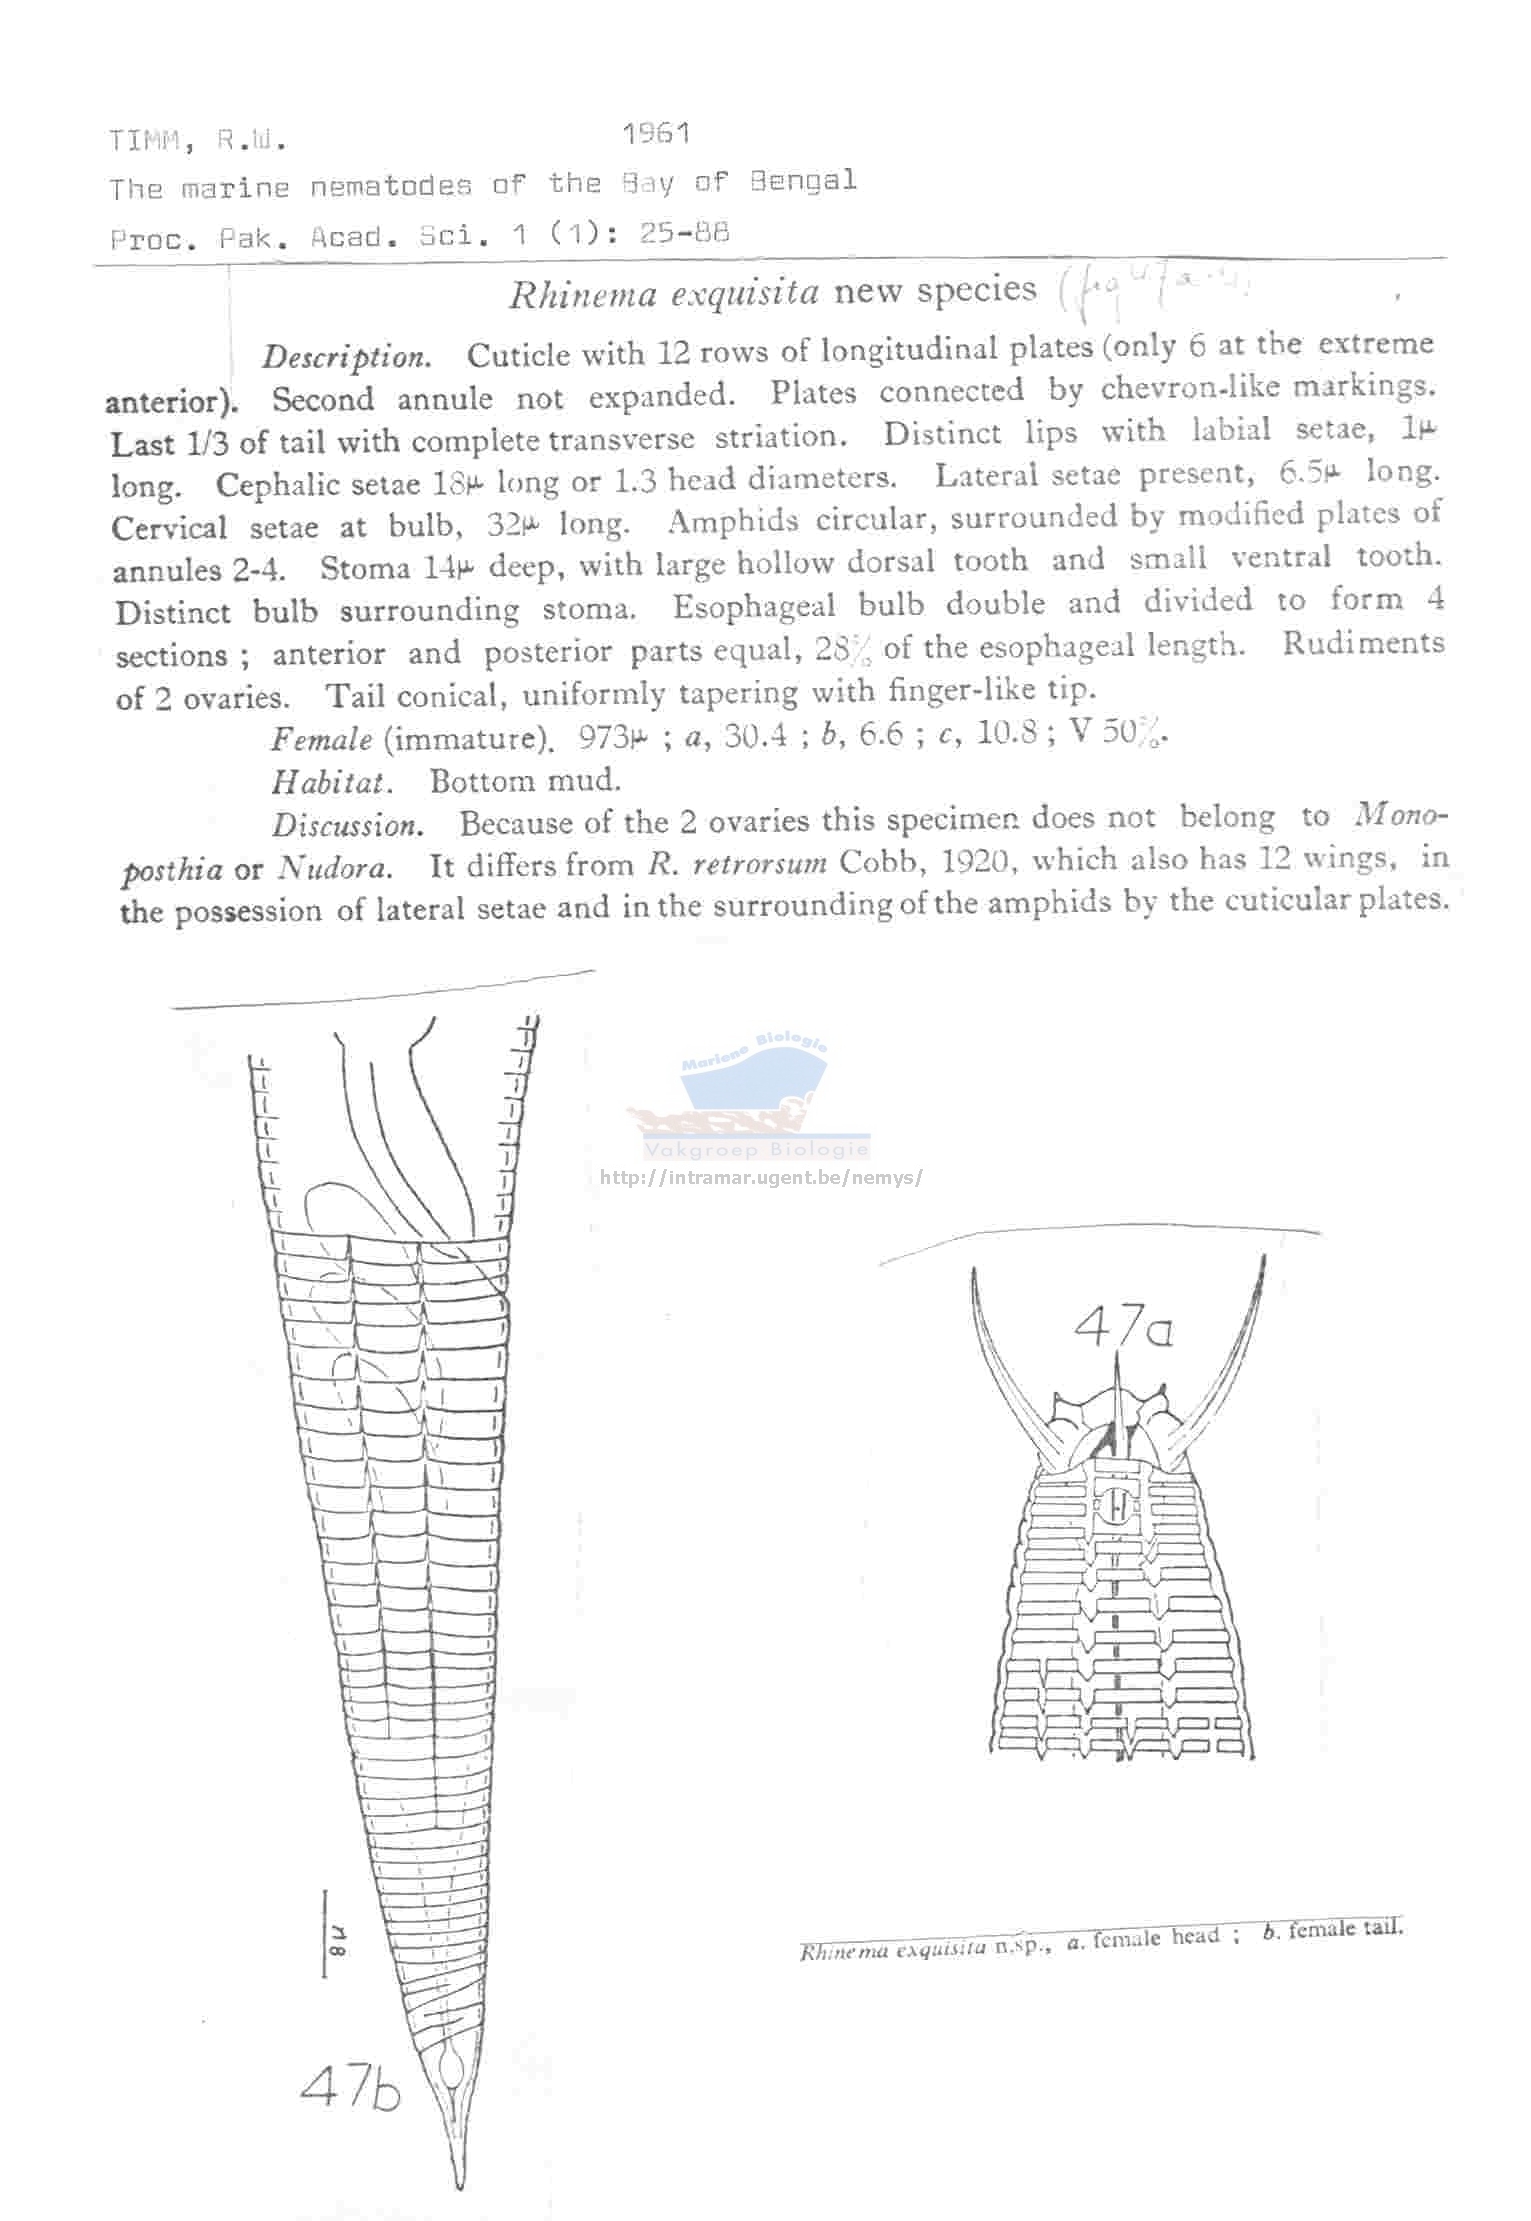 TIMM, R.W. 1961
The marine nematodes of the Bay of Bengal
Proc. Pak. Acad. Sci. 1 (1): 25-88
Rhinema exquisita new species (fig 47 a-b)
Description. Cuticle with 12 rows of longitudinal plates (only 6 at the extreme
anterior). Second annule not expanded. Plates connected by chevron-like markings.
Last 1/3 of tail with complete transverse striation. Distinct lips with labial setae, 1μ
long. Cephalic setae 18μ long or 1.3 head diameters. Lateral setae present, 6.5μ long.
Cervical setae at bulb, 32μ long. Amphids circular, surrounded by modified plates of
annules 2-4. Stoma 14μ deep, with large hollow dorsal tooth and small ventral tooth.
Distinct bulb surrounding stoma. Esophageal bulb double and divided to form 4
sections ; anterior and posterior parts equal, 28% of the esophageal length. Rudiments
of 2 ovaries. Tail conical, uniformly tapering with finger-like tip.
Female (immature). 973μ ; a, 30.4 ; b, 6.6 ; c, 10.8 ; V 50%.
Habitat. Bottom mud.
Discussion. Because of the 2 ovaries this specimen does not belong to Mono-
posthia or Nudora. It differs from R. retrorsum Cobb, 1920, which also has 12 wings, in
the possession of lateral setae and in the surrounding of the amphids by the cuticular plates.
Mariene Biologie
Vakgroep Biologie
http://intramar.ugent.be/nemys/
47a
Rhinema exquisita n.sp., a. female head ; b. female tail.
8μ
47b